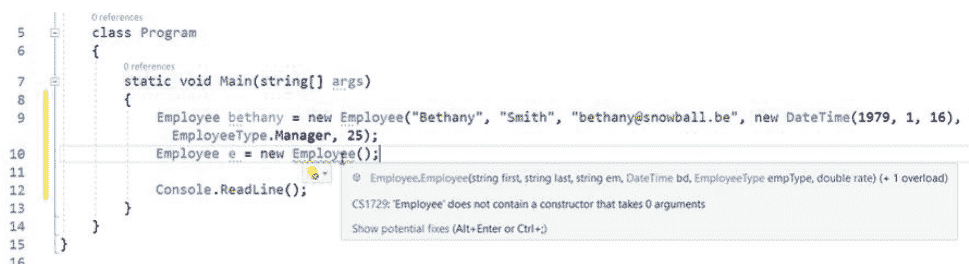 0 references
5 class Program
6 {
0 references
7 static void Main(string[] args)
8 {
9 Employee bethany = new Employee("Bethany", "Smith", "bethany@snowball.be", new DateTime(1979, 1, 16),
EmployeeType.Manager, 25);
10 Employee e = new Employee();
11
Employee.Employee(string first, string last, string em, DateTime bd, EmployeeType empType, double rate) (+ 1 overload)
12 Console.ReadLine();
CS1729: 'Employee' does not contain a constructor that takes 0 arguments
13 }
14 }
Show potential fixes (Alt+Enter or Ctrl+;)
15 }
16